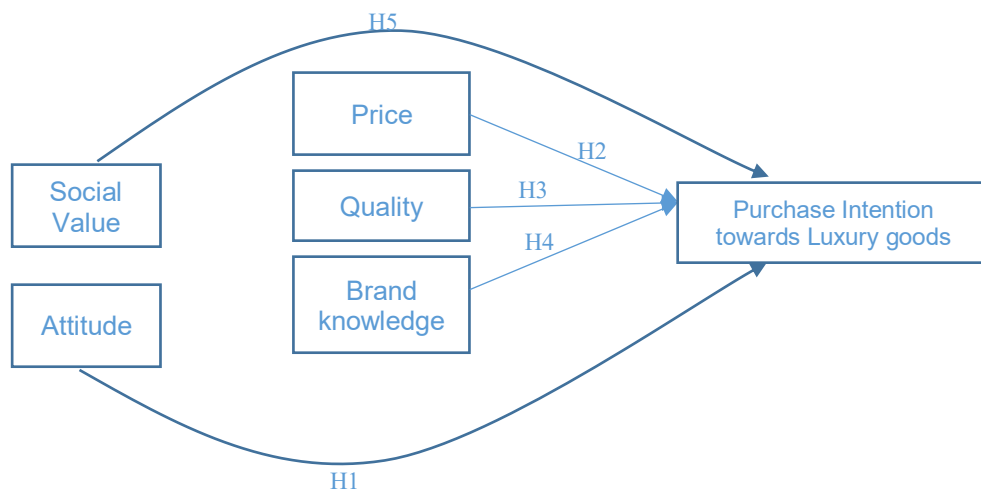 H5
Price
H2
Social
Value
Quality
H3
Purchase Intention
towards Luxury goods
H4
Brand
knowledge
Attitude
H1